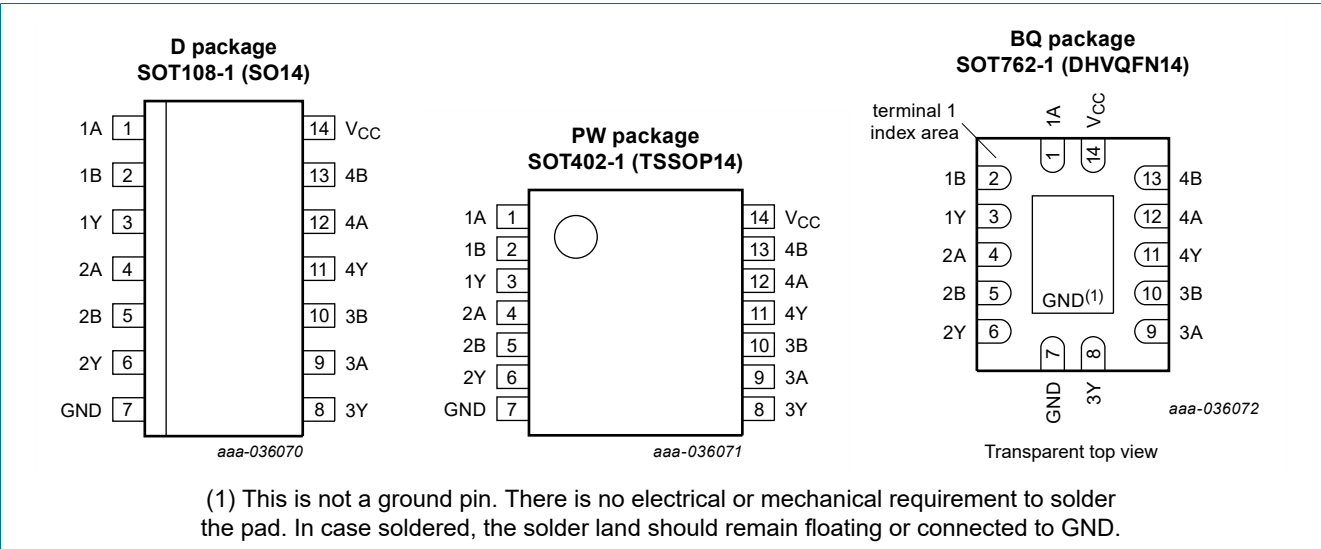 D package
SOT108-1 (SO14)
1A 1 14 VCC
1B 2 13 4B
1Y 3 12 4A
2A 4 11 4Y
2B 5 10 3B
2Y 6 9 3A
GND 7 8 3Y
aaa-036070
PW package
SOT402-1 (TSSOP14)
1A 1 14 VCC
1B 2 13 4B
1Y 3 12 4A
2A 4 11 4Y
2B 5 10 3B
2Y 6 9 3A
GND 7 8 3Y
aaa-036071
BQ package
SOT762-1 (DHVQFN14)
terminal 1
index area
1A VCC
1 14
1B 2 13 4B
1Y 3 12 4A
2A 4 11 4Y
2B 5 10 3B
GND(1)
2Y 6 9 3A
7 8
GND 3Y
aaa-036072
Transparent top view
(1) This is not a ground pin. There is no electrical or mechanical requirement to solder
the pad. In case soldered, the solder land should remain floating or connected to GND.